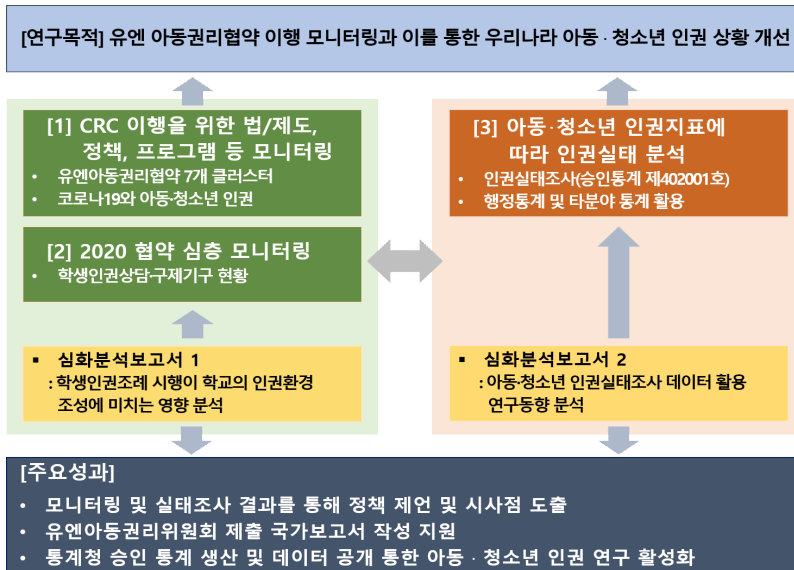 [연구목적] 유엔 아동권리협약 이행 모니터링과 이를 통한 우리나라 아동 · 청소년 인권 상황 개선
[1] CRC 이행을 위한 법/제도,
정책, 프로그램 등 모니터링
• 유엔아동권리협약 7개 클러스터
• 코로나19와 아동·청소년 인권
[2] 2020 협약 심층 모니터링
• 학생인권상담·구제기구 현황
▪ 심화분석보고서 1
: 학생인권조례 시행이 학교의 인권환경
조성에 미치는 영향 분석
[3] 아동·청소년 인권지표에
따라 인권실태 분석
• 인권실태조사(승인통계 제402001호)
• 행정통계 및 타분야 통계 활용
▪ 심화분석보고서 2
: 아동·청소년 인권실태조사 데이터 활용
연구동향 분석
[주요성과]
• 모니터링 및 실태조사 결과를 통해 정책 제언 및 시사점 도출
• 유엔아동권리위원회 제출 국가보고서 작성 지원
• 통계청 승인 통계 생산 및 데이터 공개 통한 아동 · 청소년 인권 연구 활성화